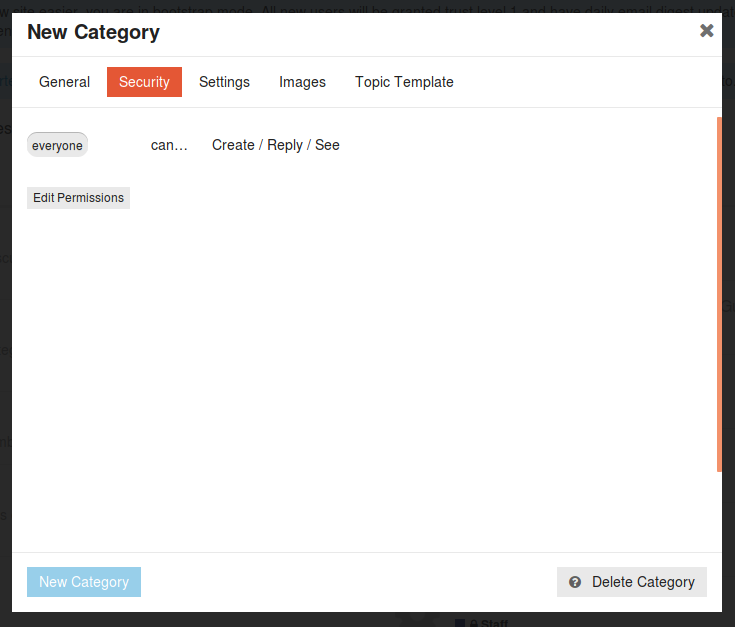 New Category
General Security Settings Images Topic Template
everyone can... Create / Reply / See
Edit Permissions
New Category Delete Category
Staff